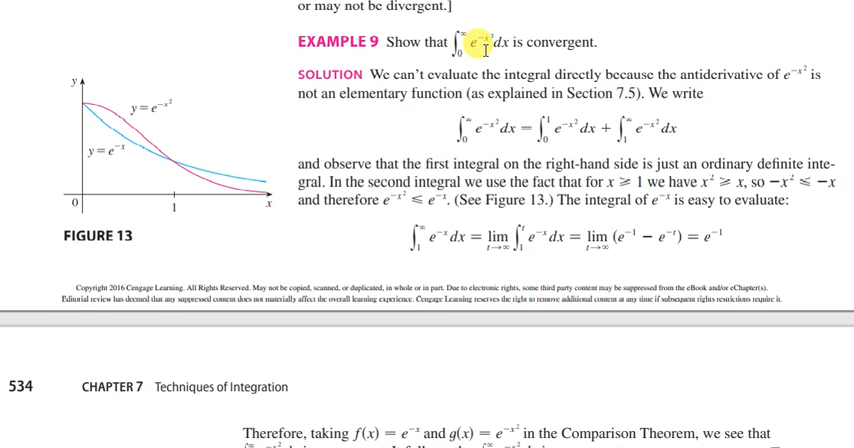 or may not be divergent.]
EXAMPLE 9 Show that ∫₀^∞ e^(−x²) dx is convergent.
SOLUTION We can't evaluate the integral directly because the antiderivative of e^(−x²) is
not an elementary function (as explained in Section 7.5). We write
∫₀^∞ e^(−x²) dx = ∫₀¹ e^(−x²) dx + ∫₁^∞ e^(−x²) dx
and observe that the first integral on the right-hand side is just an ordinary definite inte-
gral. In the second integral we use the fact that for x ≥ 1 we have x² ≥ x, so −x² ≤ −x
and therefore e^(−x²) ≤ e^(−x). (See Figure 13.) The integral of e^(−x) is easy to evaluate:
∫₁^∞ e^(−x) dx = lim_(t→∞) ∫₁^t e^(−x) dx = lim_(t→∞) (e^(−1) − e^(−t)) = e^(−1)
y
y = e^(−x²)
y = e^(−x)
0
1
x
FIGURE 13
Copyright 2016 Cengage Learning. All Rights Reserved. May not be copied, scanned, or duplicated, in whole or in part. Due to electronic rights, some third party content may be suppressed from the eBook and/or eChapter(s).
Editorial review has deemed that any suppressed content does not materially affect the overall learning experience. Cengage Learning reserves the right to remove additional content at any time if subsequent rights restrictions require it.
534 CHAPTER 7 Techniques of Integration
Therefore, taking f(x) = e^(−x) and g(x) = e^(−x²) in the Comparison Theorem, we see that